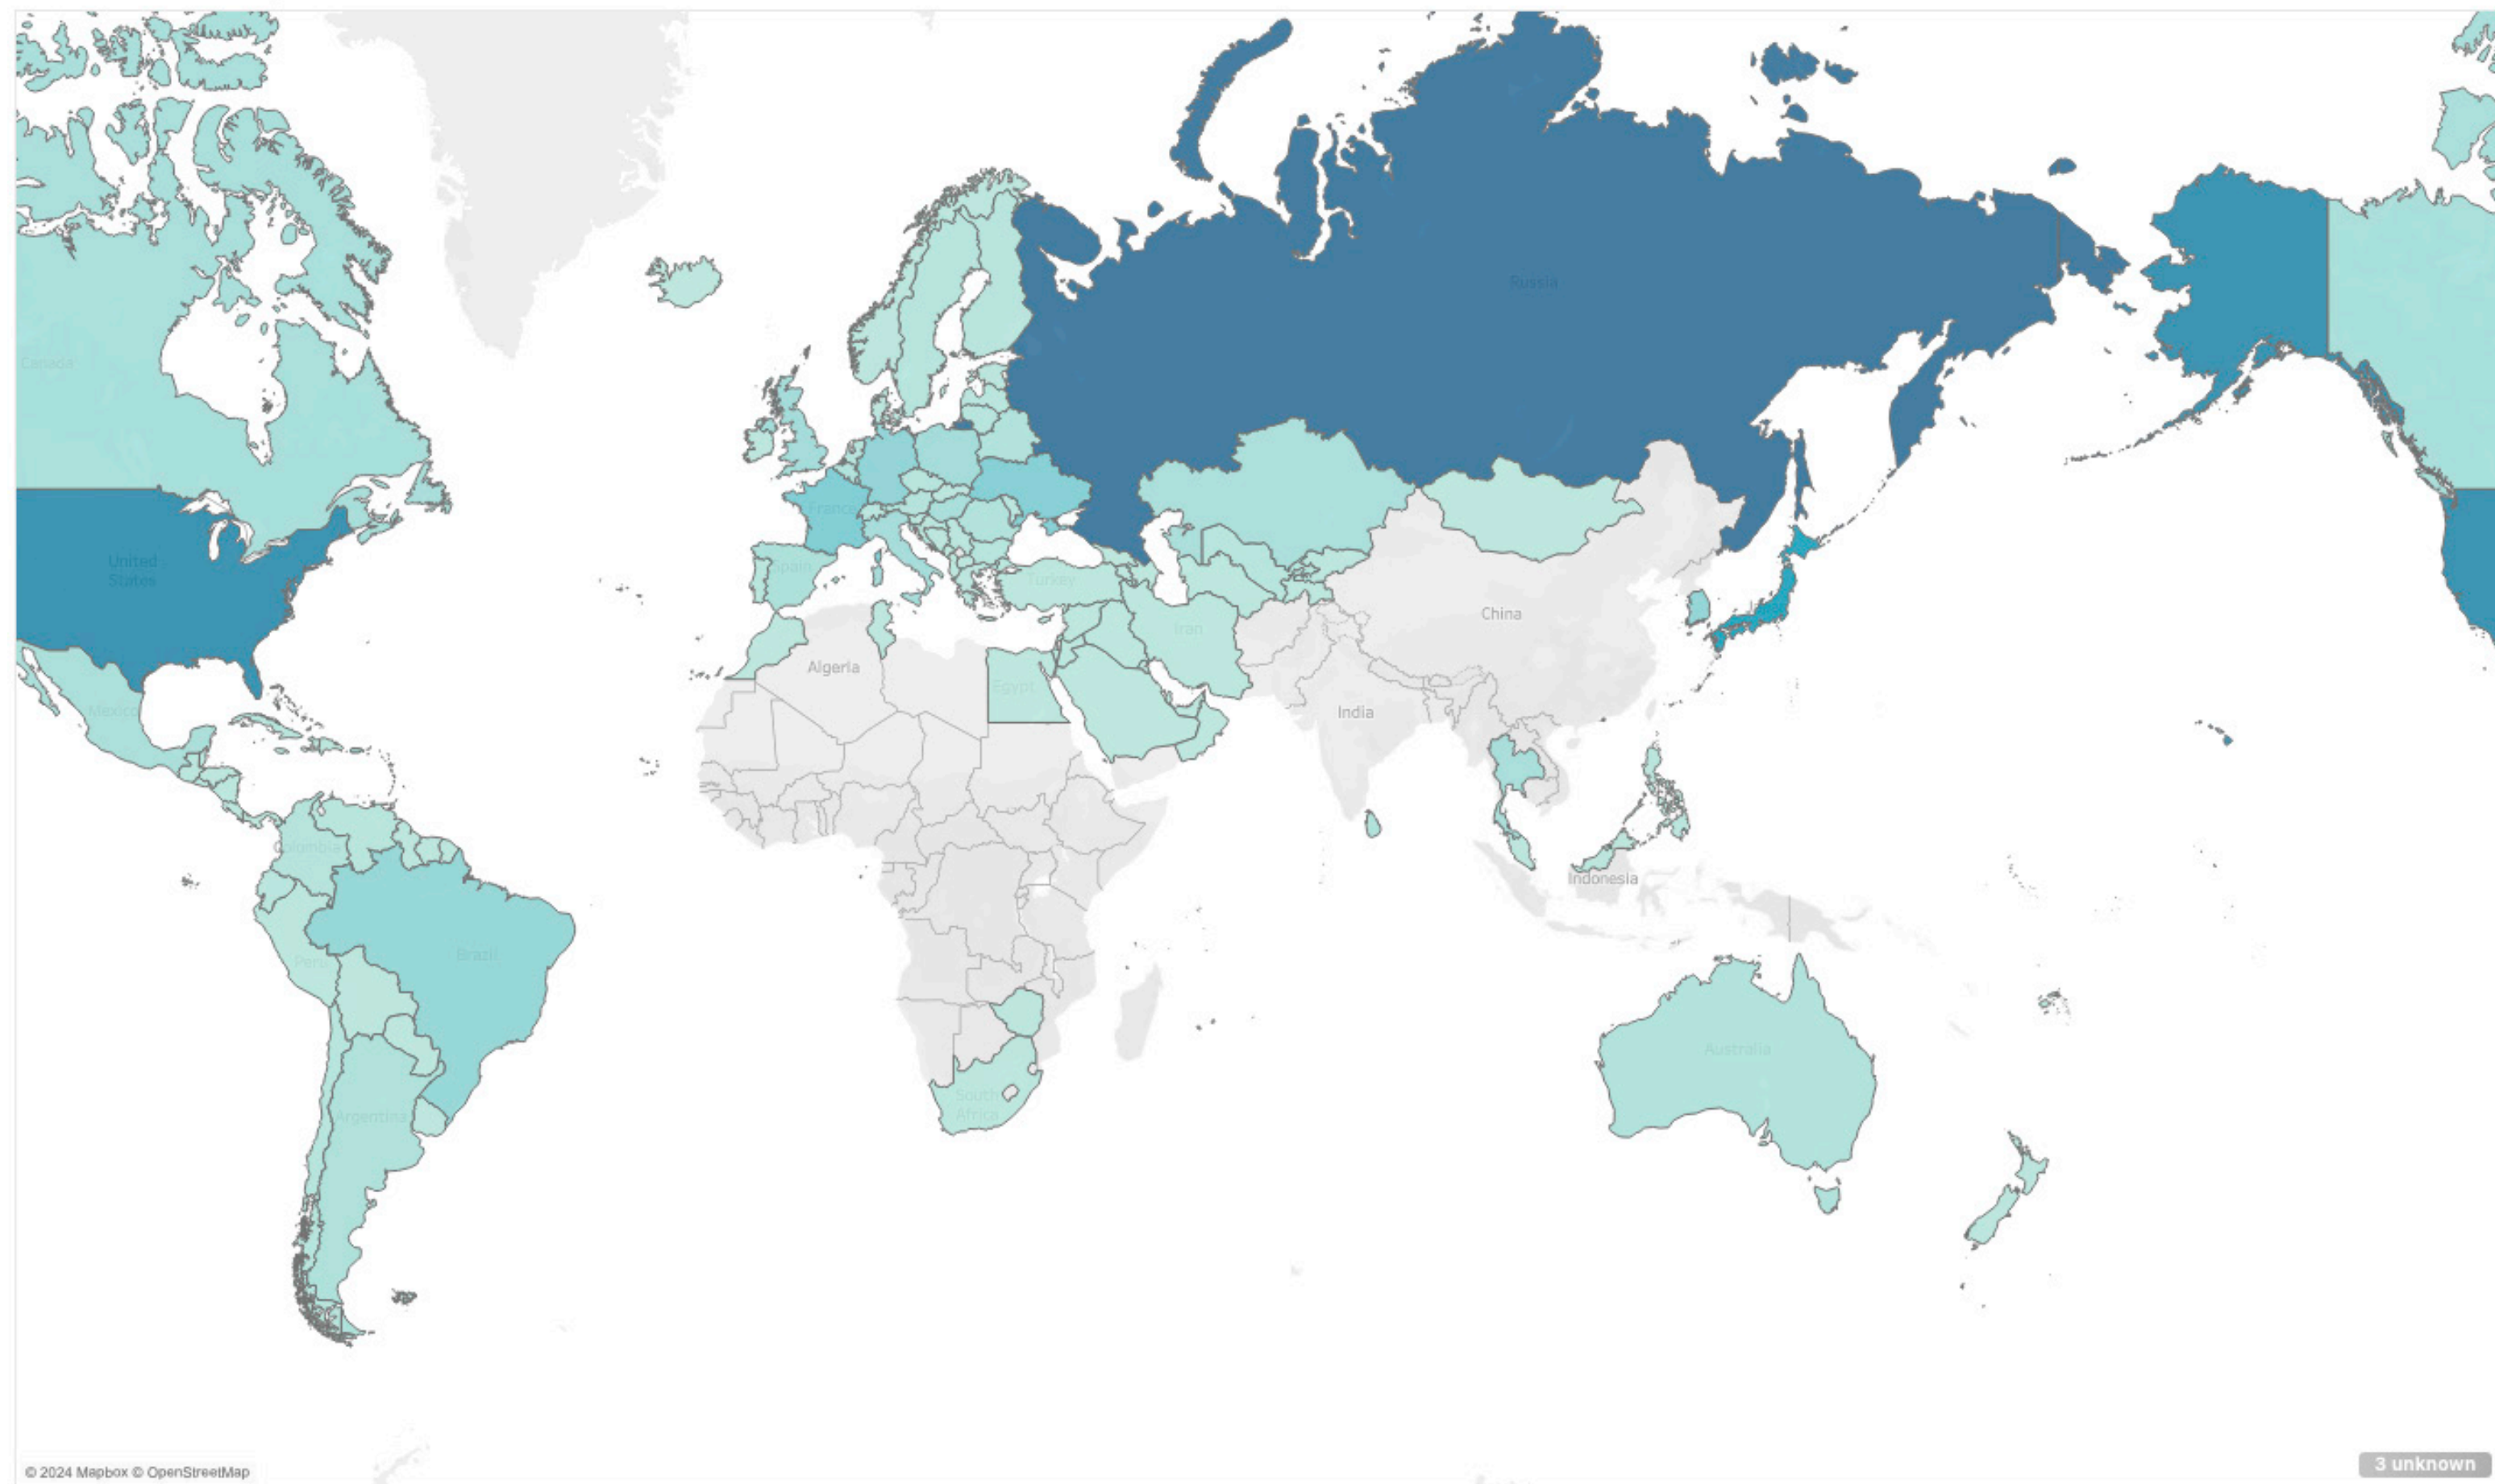 Russia
Canada
France
United
States
Spain
Turkey
China
Iran
Algeria
Egypt
Mexico
India
Colombia
Indonesia
Brazil
Peru
Australia
South
Africa
Argentina
© 2024 Mapbox © OpenStreetMap
3 unknown